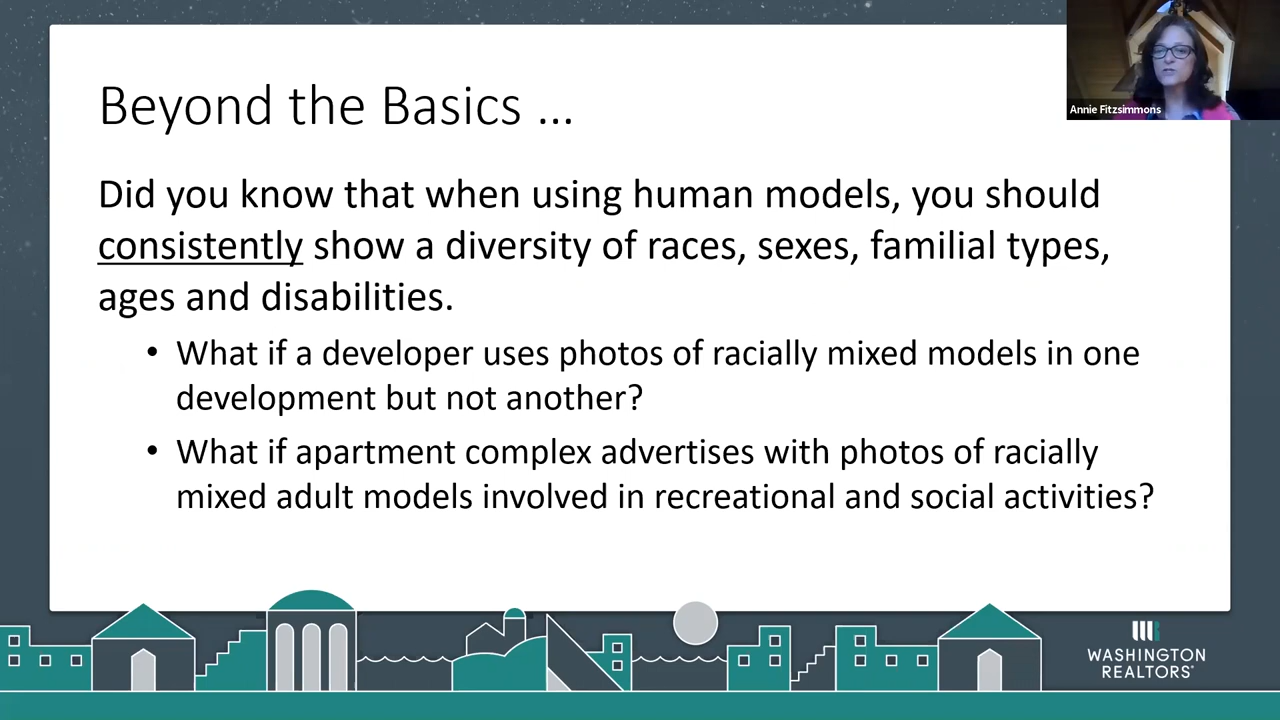 Beyond the Basics ...
Annie Fitzsimmons
Did you know that when using human models, you should
consistently show a diversity of races, sexes, familial types,
ages and disabilities.
• What if a developer uses photos of racially mixed models in one
development but not another?
• What if apartment complex advertises with photos of racially
mixed adult models involved in recreational and social activities?
WASHINGTON
REALTORS®